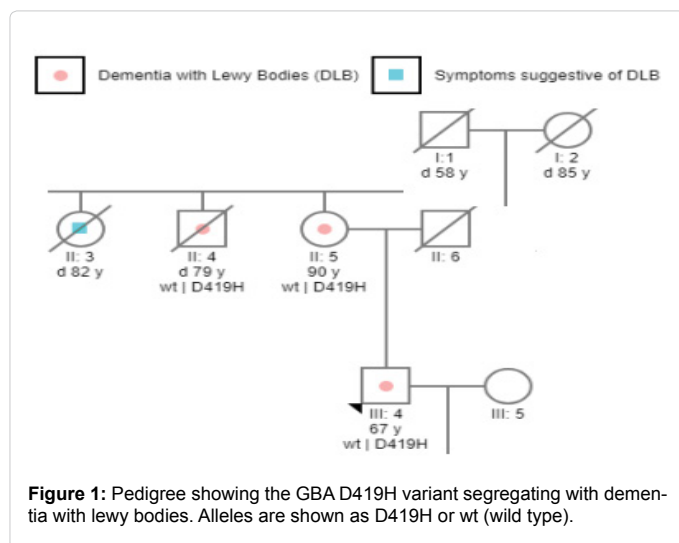 Dementia with Lewy Bodies (DLB) Symptoms suggestive of DLB
I:1 I: 2
d 58 y d 85 y
II: 3 II: 4 II: 5 II: 6
d 82 y d 79 y 90 y
wt | D419H wt | D419H
III: 4 III: 5
67 y
wt | D419H
Figure 1: Pedigree showing the GBA D419H variant segregating with demen-
tia with lewy bodies. Alleles are shown as D419H or wt (wild type).